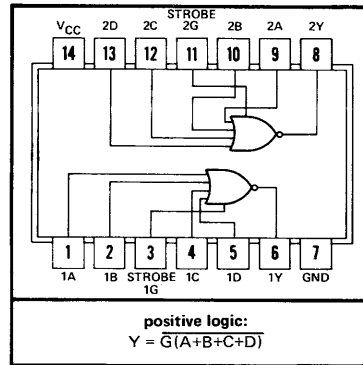 STROBE
VCC 2D 2C 2G 2B 2A 2Y
14 13 12 11 10 9 8
1 2 3 4 5 6 7
1A 1B STROBE 1C 1D 1Y GND
1G
positive logic:
Y = G(A+B+C+D)